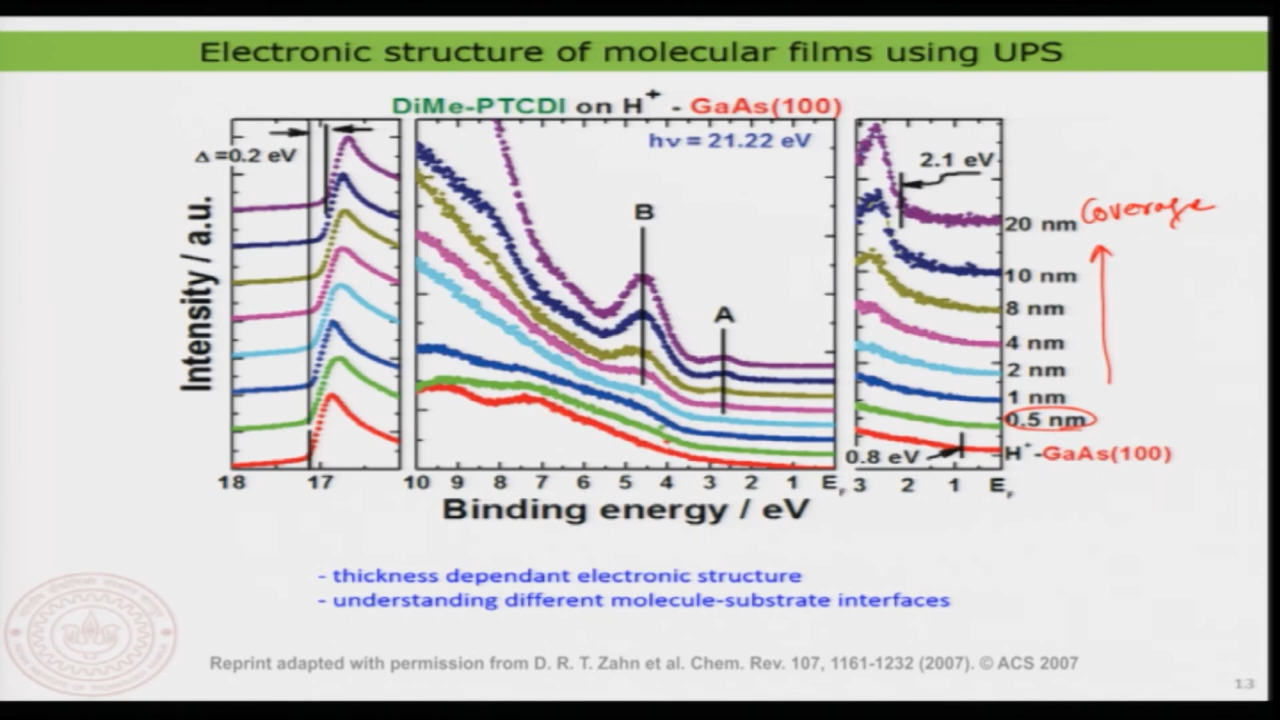 Electronic structure of molecular films using UPS
DiMe-PTCDI on H+ - GaAs(100)
Δ=0.2 eV
hν = 21.22 eV
B
A
2.1 eV
0.8 eV
20 nm
Coverage
10 nm
8 nm
4 nm
2 nm
1 nm
0.5 nm
H+-GaAs(100)
Intensity / a.u.
18 17
10 9 8 7 6 5 4 3 2 1 EF
3 2 1 EF
Binding energy / eV
- thickness dependant electronic structure
- understanding different molecule-substrate interfaces
Reprint adapted with permission from D. R. T. Zahn et al. Chem. Rev. 107, 1161-1232 (2007). © ACS 2007
13